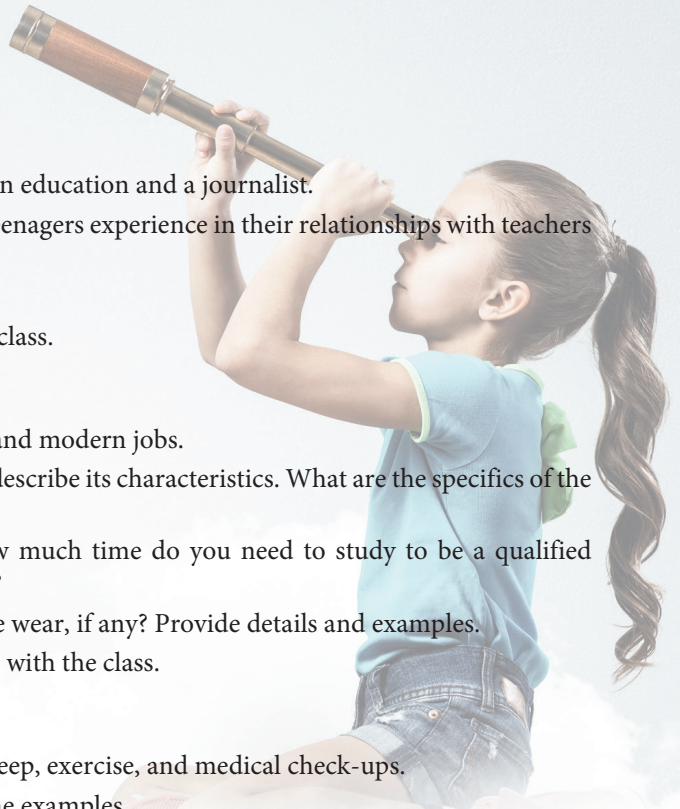 n education and a journalist.
enagers experience in their relationships with teachers
class.
and modern jobs.
describe its characteristics. What are the specifics of the
w much time do you need to study to be a qualified
e wear, if any? Provide details and examples.
with the class.
eep, exercise, and medical check-ups.
e examples.